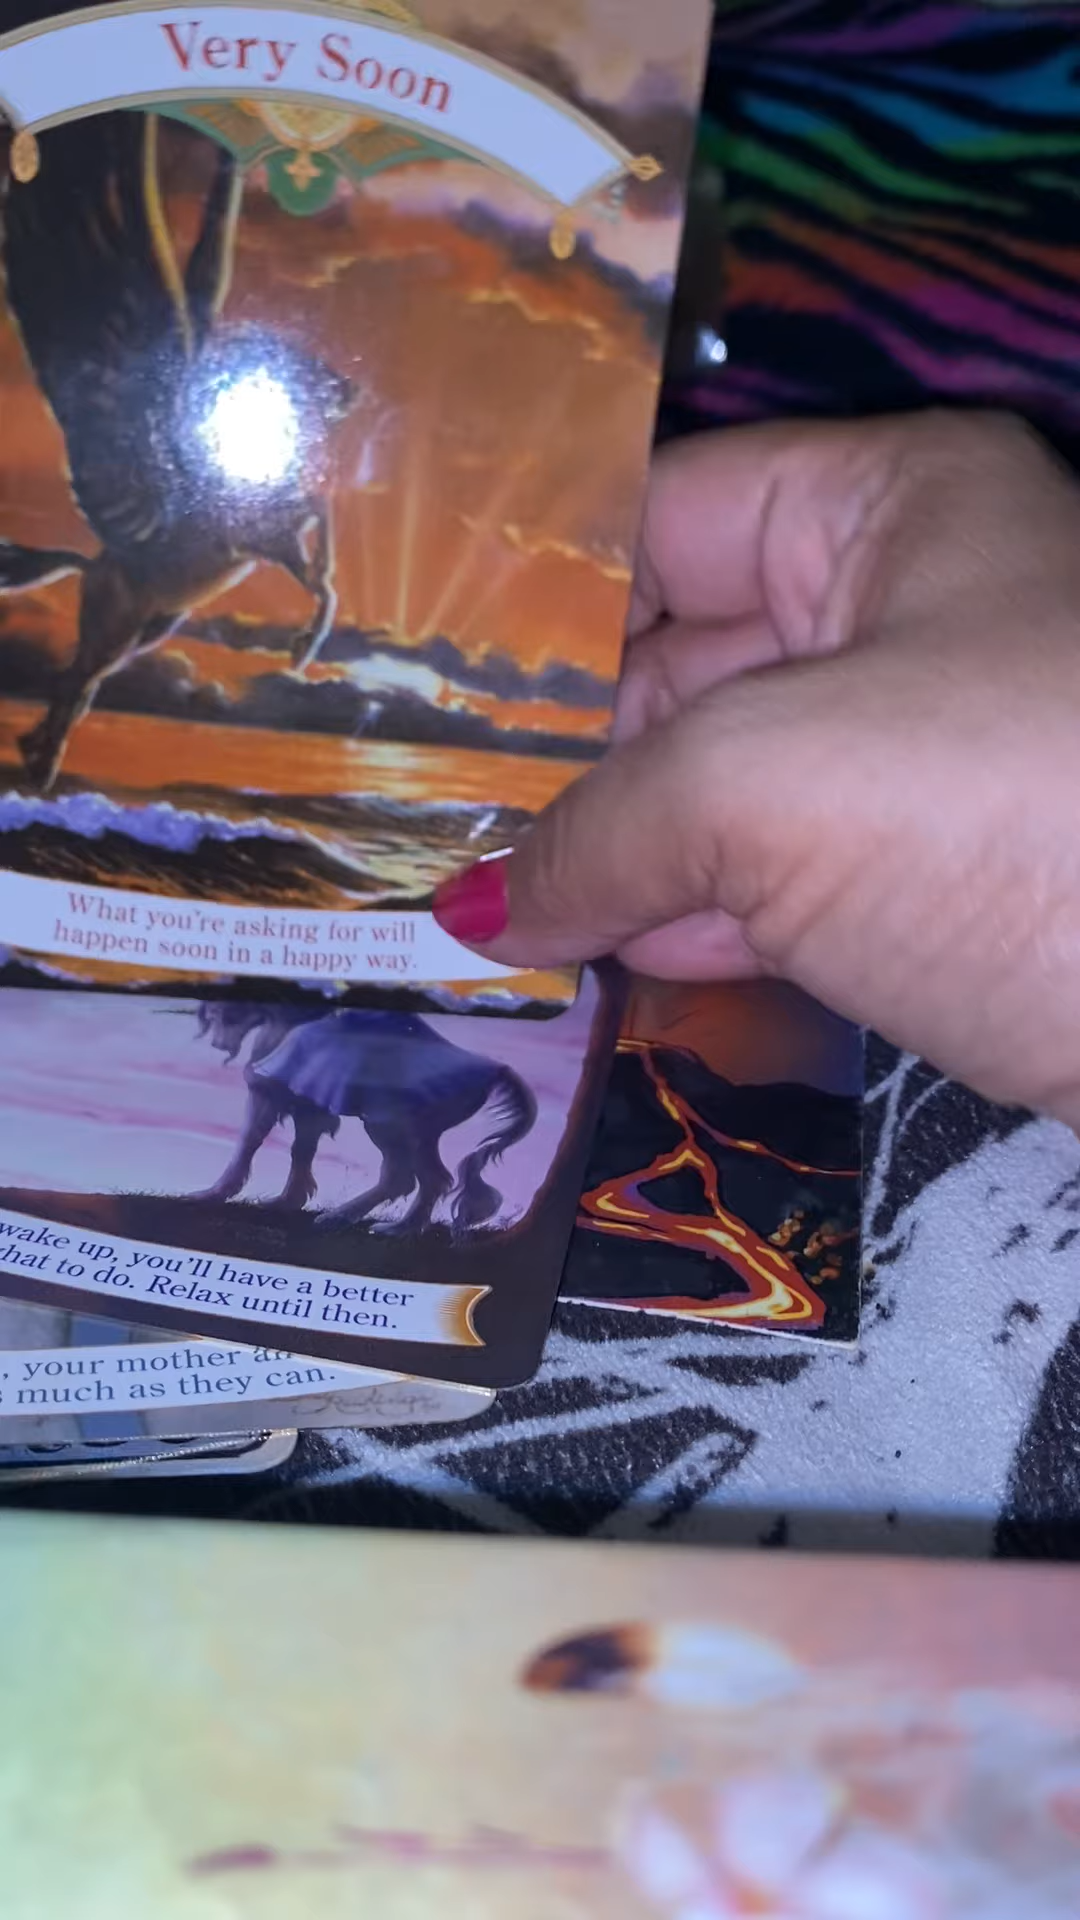 Very Soon
What you're asking for will
happen soon in a happy way.
wake up, you'll have a better
what to do. Relax until then.
, your mother an
s much as they can.